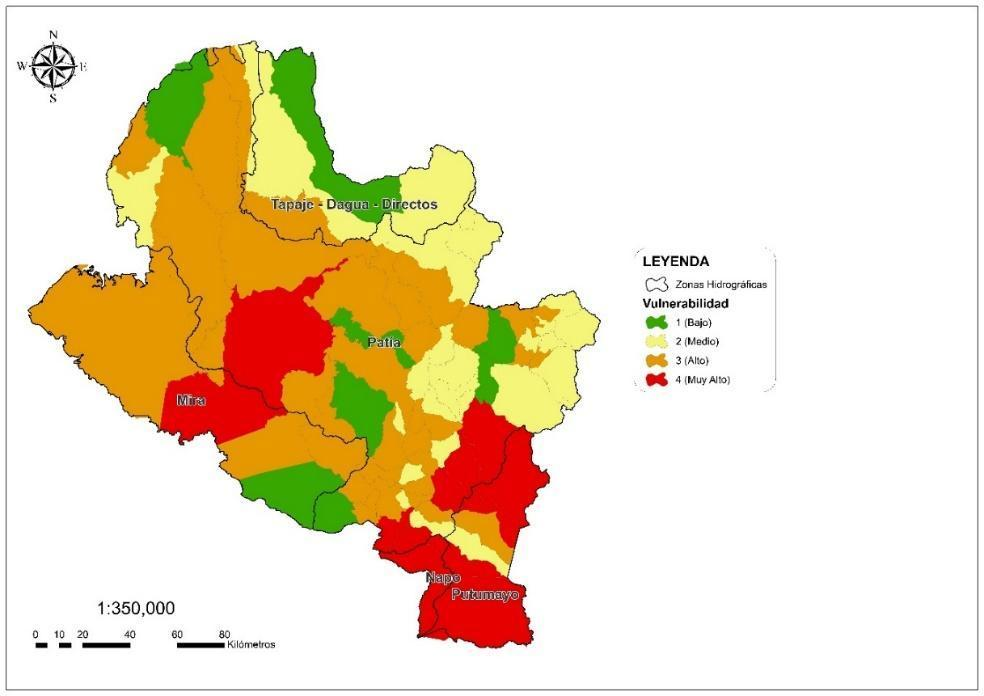 N
W E
S
Tapaje - Dagua - Directos
Patía
Mira
Napo
Putumayo
LEYENDA
Zonas Hidrográficas
Vulnerabilidad
1 (Bajo)
2 (Medio)
3 (Alto)
4 (Muy Alto)
1:350,000
0 10 20 40 60 80
Kilómetros